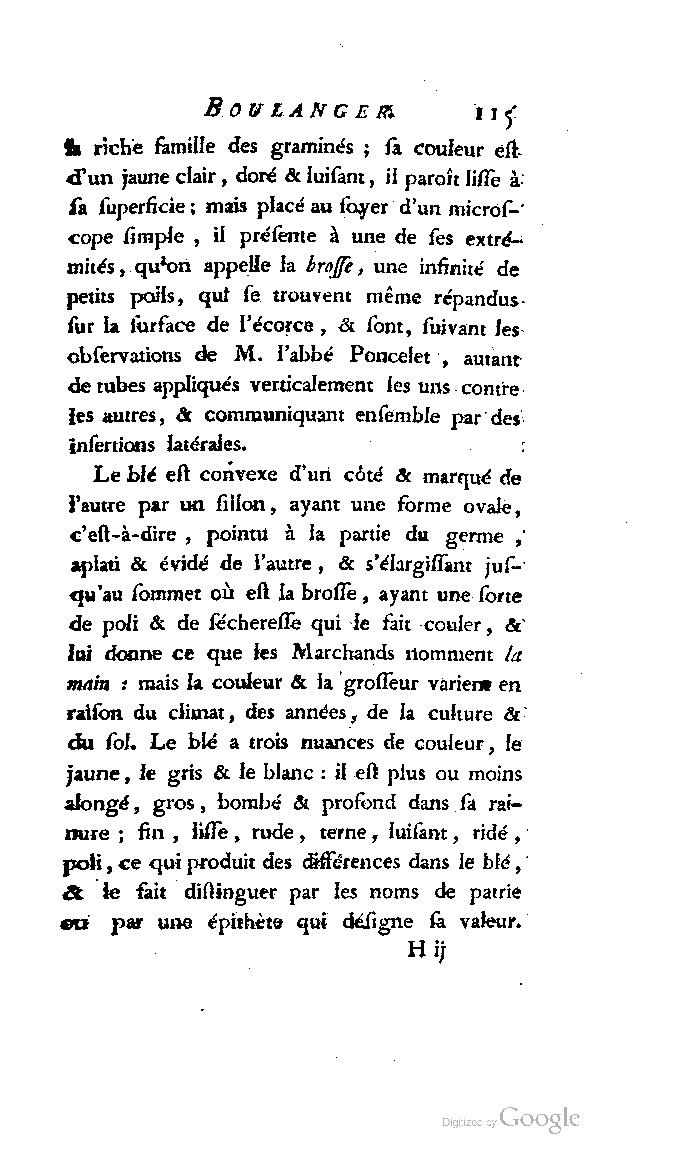 BOULANGER. 115
la riche famille des graminés ; ſa couleur eſt
d'un jaune clair, doré & luiſant, il paroît liſſe à
ſa ſuperficie ; mais placé au foyer d'un microſ-
cope ſimple, il préſente à une de ſes extré-
mités, qu'on appelle la broſſe, une infinité de
petits poils, qui ſe trouvent même répandus
ſur la ſurface de l'écorce, & ſont, ſuivant les
obſervations de M. l'abbé Poncelet, autant
de tubes appliqués verticalement les uns contre
les autres, & communiquant enſemble par des
inſertions latérales.
Le blé eſt convexe d'un côté & marqué de
l'autre par un ſillon, ayant une forme ovale,
c'eſt-à-dire, pointu à la partie du germe,
aplati & évidé de l'autre, & s'élargiſſant juſ-
qu'au ſommet où eſt la broſſe, ayant une ſorte
de poli & de ſéchereſſe qui le fait couler, &
lui donne ce que les Marchands nomment la
main : mais la couleur & la groſſeur varient en
raiſon du climat, des années, de la culture &
du ſol. Le blé a trois nuances de couleur, le
jaune, le gris & le blanc : il eſt plus ou moins
alongé, gros, bombé & profond dans ſa rai-
nure ; fin, liſſe, rude, terne, luiſant, ridé,
poli, ce qui produit des différences dans le blé,
& le fait diſtinguer par les noms de patrie
ou par une épithète qui déſigne ſa valeur.
H ij
Digitized by Google